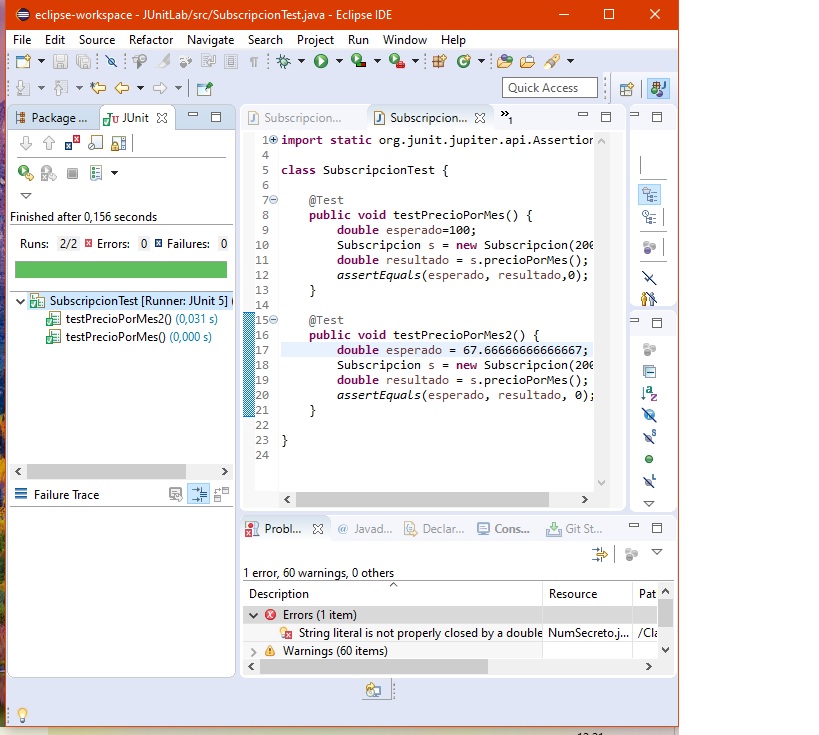 eclipse-workspace - JUnitLab/src/SubscripcionTest.java - Eclipse IDE
File Edit Source Refactor Navigate Search Project Run Window Help
Quick Access
Package ... JUnit
Finished after 0,156 seconds
Runs: 2/2 Errors: 0 Failures: 0
SubscripcionTest [Runner: JUnit 5] (
testPrecioPorMes2() (0,031 s)
testPrecioPorMes() (0,000 s)
Failure Trace
Subscripcion... Subscripcion... »1
1 import static org.junit.jupiter.api.Assertion
4
5 class SubscripcionTest {
6
7 @Test
8 public void testPrecioPorMes() {
9 double esperado=100;
10 Subscripcion s = new Subscripcion(200
11 double resultado = s.precioPorMes();
12 assertEquals(esperado, resultado,0);
13 }
14
15 @Test
16 public void testPrecioPorMes2() {
17 double esperado = 67.66666666666667;
18 Subscripcion s = new Subscripcion(200
19 double resultado = s.precioPorMes();
20 assertEquals(esperado, resultado, 0);
21 }
22
23 }
24
Probl... @ Javad... Declar... Cons... Git St...
1 error, 60 warnings, 0 others
Description Resource Pat
Errors (1 item)
String literal is not properly closed by a double NumSecreto.j... /Cla
Warnings (60 items)